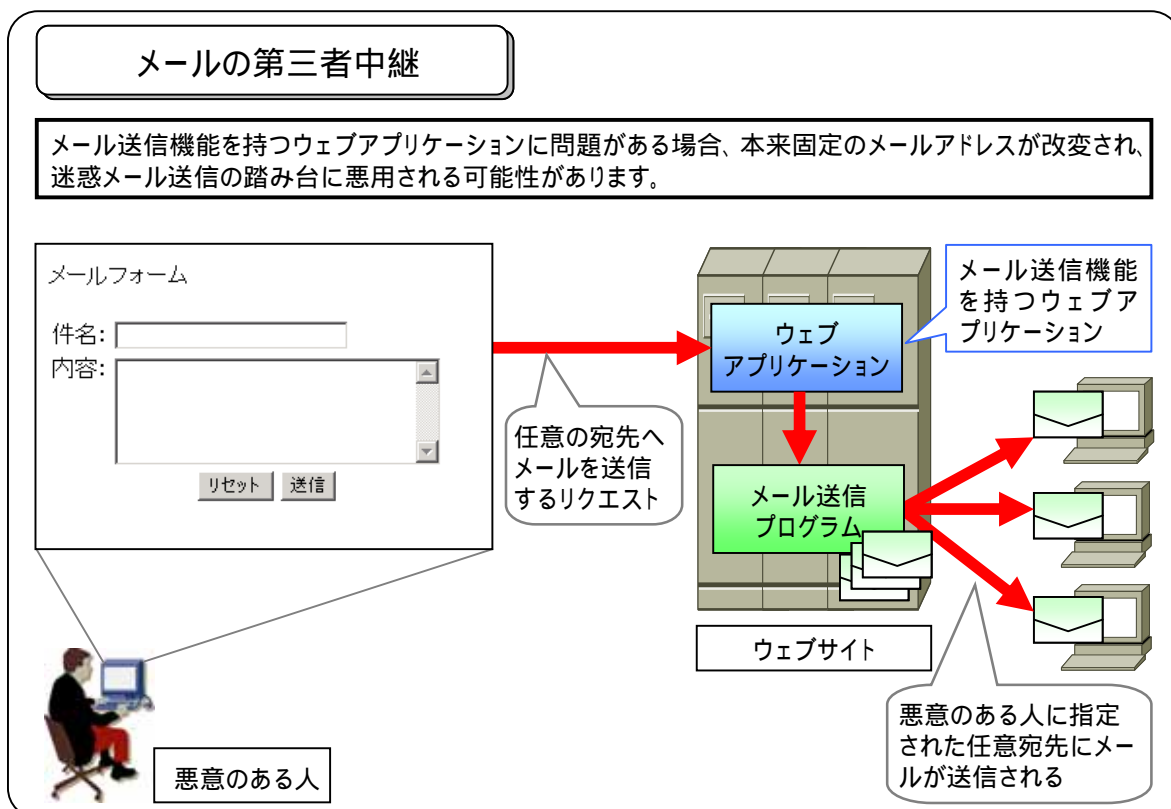 メールの第三者中継
メール送信機能を持つウェブアプリケーションに問題がある場合、本来固定のメールアドレスが改変され、
迷惑メール送信の踏み台に悪用される可能性があります。
メールフォーム
件名:
内容:
リセット 送信
任意の宛先へ
メールを送信
するリクエスト
ウェブ
アプリケーション
メール送信機能
を持つウェブア
プリケーション
メール送信
プログラム
ウェブサイト
悪意のある人に指定
された任意宛先にメー
ルが送信される
悪意のある人